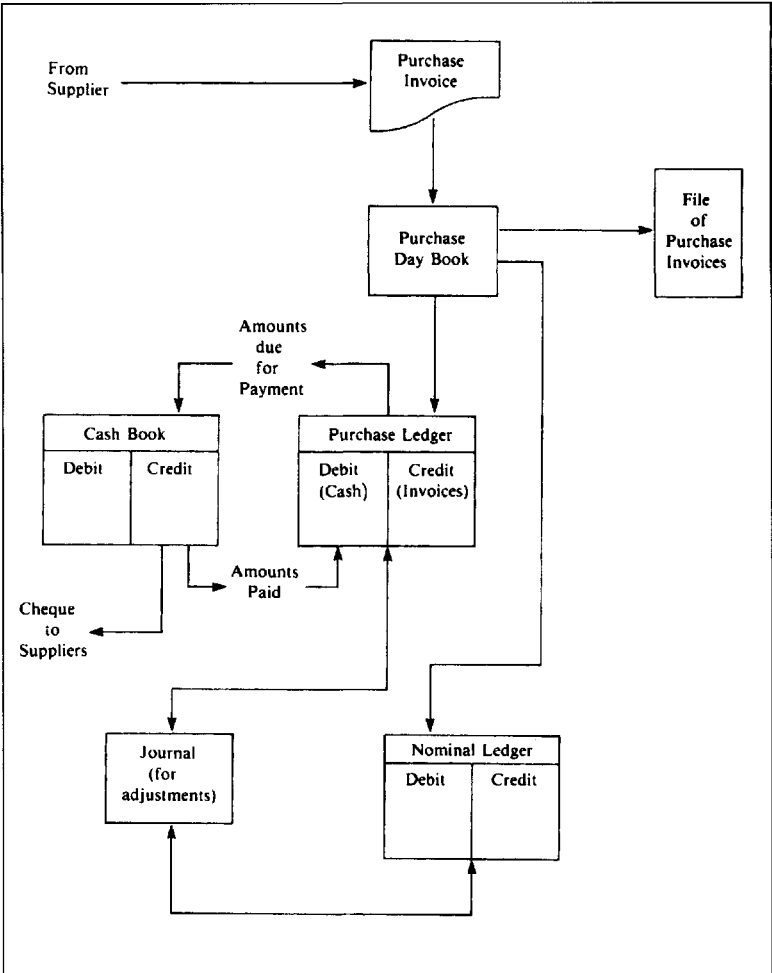 From
Supplier
Purchase
Invoice
Purchase
Day Book
File
of
Purchase
Invoices
Amounts
due
for
Payment
Cash Book
Debit
Credit
Purchase Ledger
Debit
(Cash)
Credit
(Invoices)
Amounts
Paid
Cheque
to
Suppliers
Journal
(for
adjustments)
Nominal Ledger
Debit
Credit